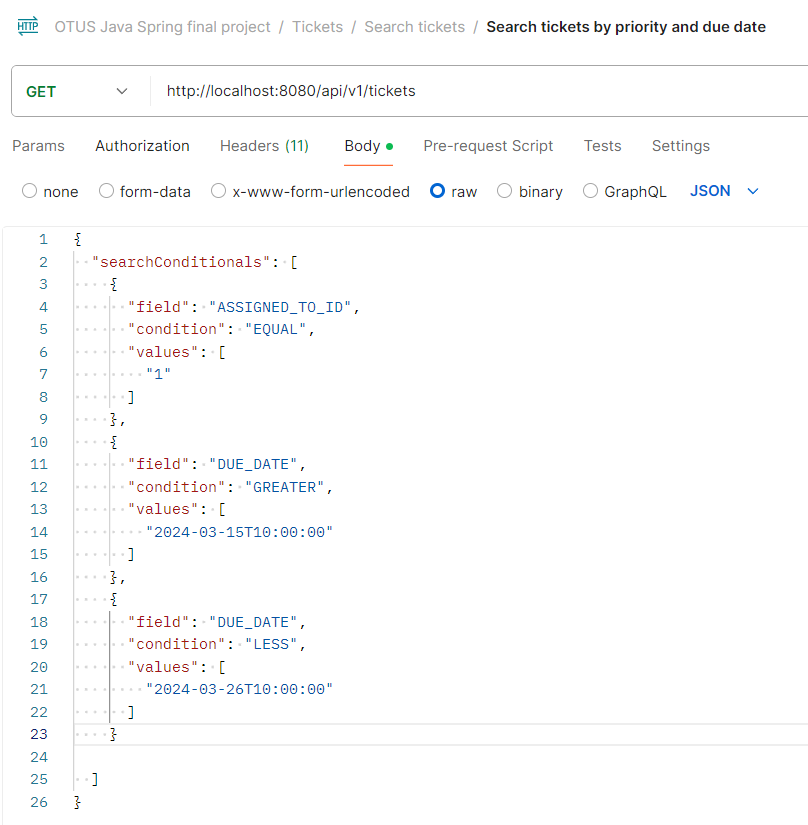 HTTP OTUS Java Spring final project / Tickets / Search tickets / Search tickets by priority and due date
GET http://localhost:8080/api/v1/tickets
Params Authorization Headers (11) Body Pre-request Script Tests Settings
none form-data x-www-form-urlencoded raw binary GraphQL JSON
1 {
2   "searchConditionals": [
3     {
4       "field": "ASSIGNED_TO_ID",
5       "condition": "EQUAL",
6       "values": [
7         "1"
8       ]
9     },
10     {
11       "field": "DUE_DATE",
12       "condition": "GREATER",
13       "values": [
14         "2024-03-15T10:00:00"
15       ]
16     },
17     {
18       "field": "DUE_DATE",
19       "condition": "LESS",
20       "values": [
21         "2024-03-26T10:00:00"
22       ]
23     }
24
25   ]
26 }